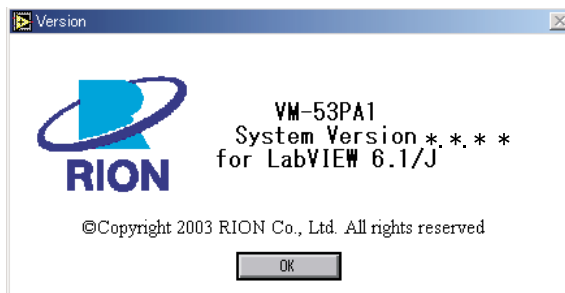 Version
RION
VM-53PA1
System Version *.*.* *
for LabVIEW 6.1/J
©Copyright 2003 RION Co., Ltd. All rights reserved
OK